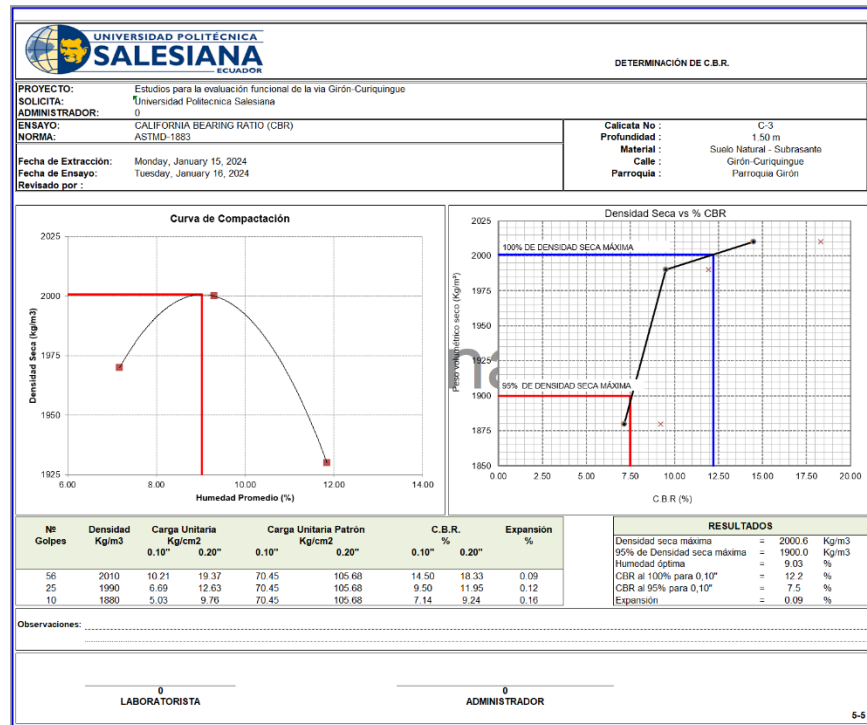 UNIVERSIDAD POLITÉCNICA
SALESIANA
ECUADOR
DETERMINACIÓN DE C.B.R.
PROYECTO: Estudios para la evaluación funcional de la via Girón-Curiquingue
SOLICITA: Universidad Politecnica Salesiana
ADMINISTRADOR: 0
ENSAYO: CALIFORNIA BEARING RATIO (CBR)
NORMA: ASTMD-1883
Fecha de Extracción: Monday, January 15, 2024
Fecha de Ensayo: Tuesday, January 16, 2024
Revisado por :
Calicata No : C-3
Profundidad : 1.50 m
Material : Suelo Natural - Subrasante
Calle : Girón-Curiquingue
Parroquia : Parroquia Girón
Curva de Compactación
2025
2000
1975
1950
1925
Densidad Seca (kg/m3)
6.00 8.00 10.00 12.00 14.00
Humedad Promedio (%)
Densidad Seca vs % CBR
2025
2000
1975
1950
1925
1900
1875
1850
Peso volumétrico seco (Kg/m³)
100% DE DENSIDAD SECA MÁXIMA
95% DE DENSIDAD SECA MÁXIMA
0.00 2.50 5.00 7.50 10.00 12.50 15.00 17.50 20.00
C.B.R (%)
Nº Densidad Carga Unitaria Carga Unitaria Patrón C.B.R. Expansión
Golpes Kg/m3 Kg/cm2 Kg/cm2 % %
0.10" 0.20" 0.10" 0.20" 0.10" 0.20"
56 2010 10.21 19.37 70.45 105.68 14.50 18.33 0.09
25 1990 6.69 12.63 70.45 105.68 9.50 11.95 0.12
10 1880 5.03 9.76 70.45 105.68 7.14 9.24 0.16
RESULTADOS
Densidad seca máxima = 2000.6 Kg/m3
95% de Densidad seca máxima = 1900.0 Kg/m3
Humedad óptima = 9.03 %
CBR al 100% para 0,10" = 12.2 %
CBR al 95% para 0,10" = 7.5 %
Expansión = 0.09 %
Observaciones:
0 0
LABORATORISTA ADMINISTRADOR
5-5